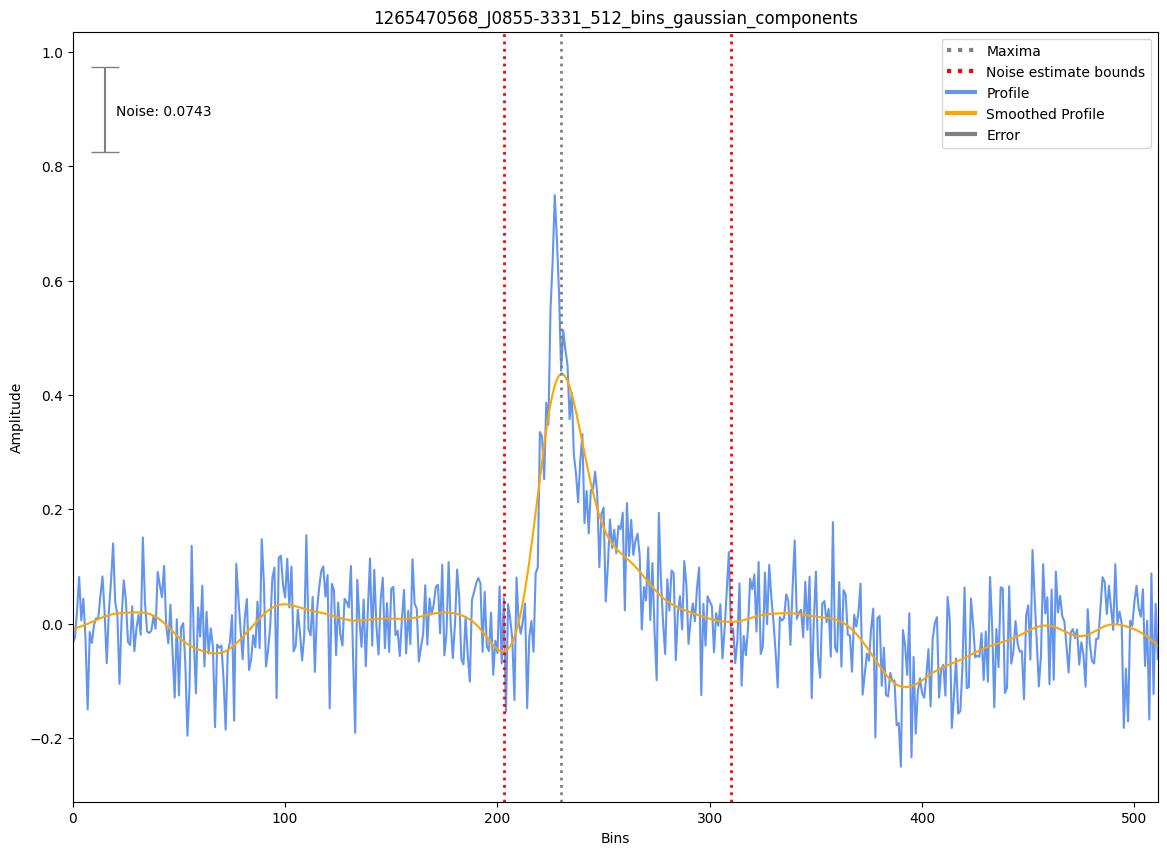 1265470568_J0855-3331_512_bins_gaussian_components
1.0
0.8
0.6
0.4
0.2
0.0
−0.2
Amplitude
Noise: 0.0743
Maxima
Noise estimate bounds
Profile
Smoothed Profile
Error
0
100
200
300
400
500
Bins